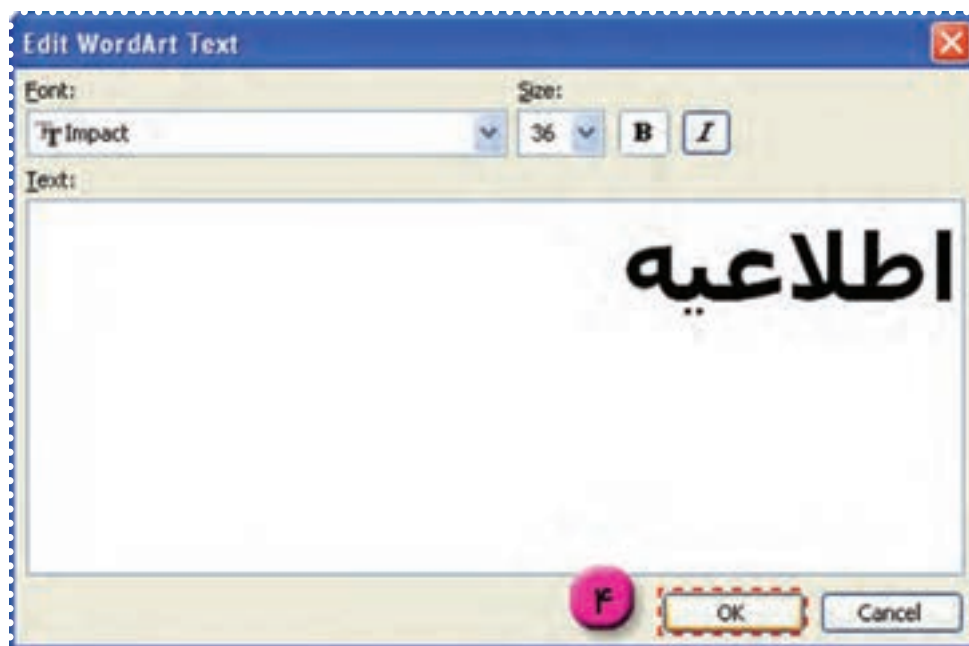 Edit WordArt Text
Font:
Size:
Impact
36
B
I
Text:
اطلاعیه
۴
OK
Cancel